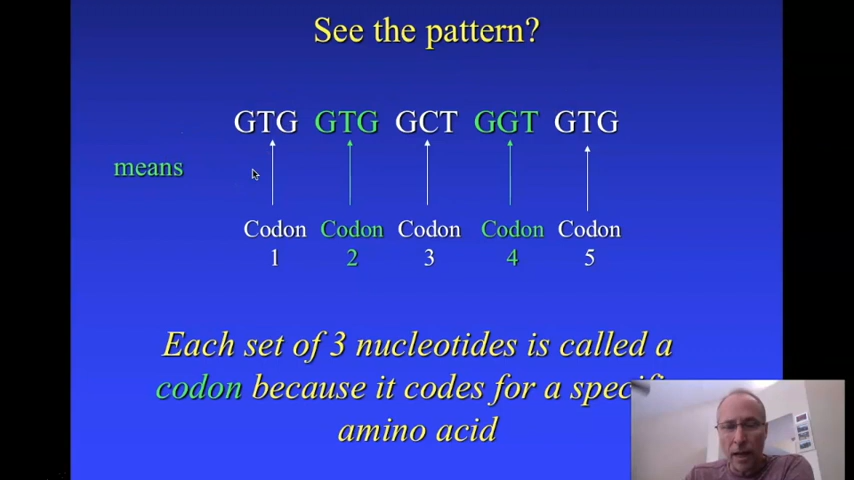 See the pattern?
GTG GTG GCT GGT GTG
means
Codon Codon Codon Codon Codon
1 2 3 4 5
Each set of 3 nucleotides is called a
codon because it codes for a
amino acid